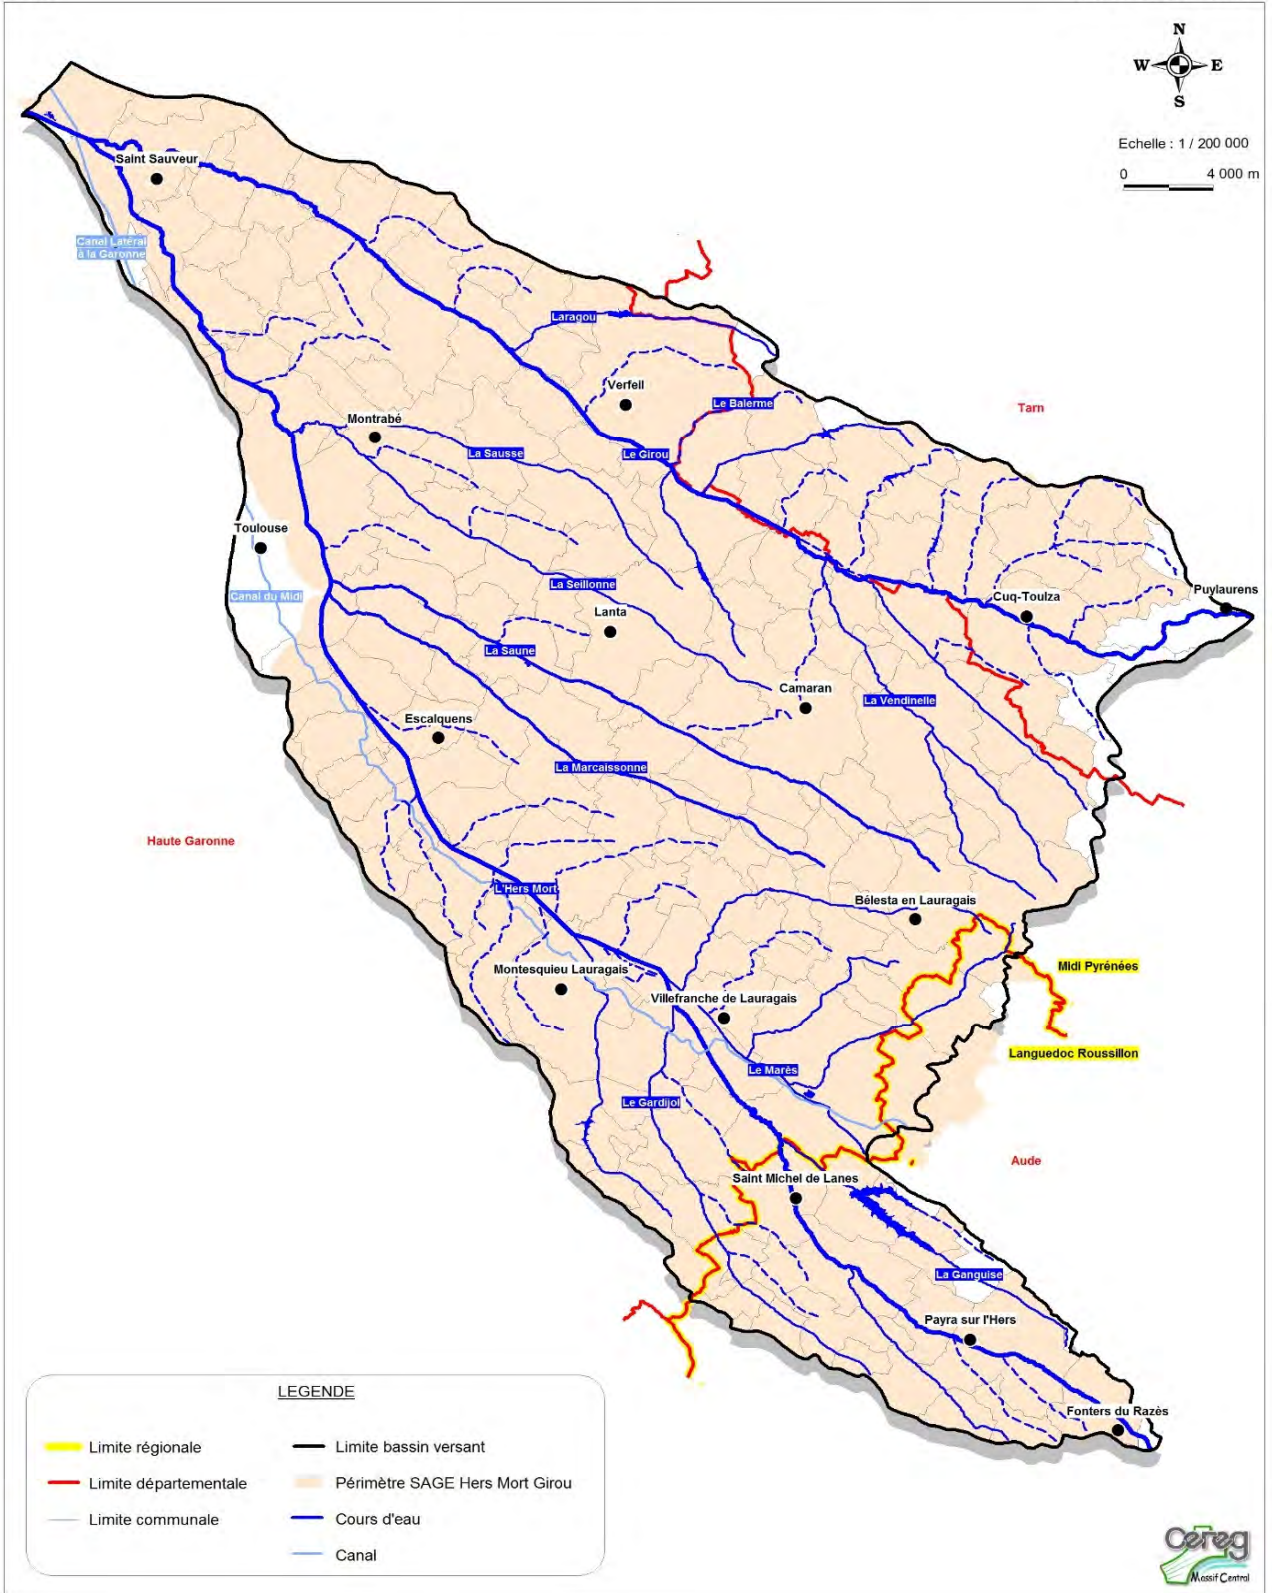 N
W E
S
Echelle : 1 / 200 000
0 4 000 m
Saint Sauveur
Canal Latéral
à la Garonne
Laragou
Verfeil
Le Balerme
Tarn
Montrabé
La Sausse
Le Girou
Toulouse
La Seillonne
Canal du Midi
Puylaurens
Cuq-Toulza
Lanta
La Saune
Camaran
La Vendinelle
Escalquens
La Marcaissonne
Haute Garonne
L'Hers Mort
Bélesta en Lauragais
Montesquieu Lauragais
Midi Pyrénées
Villefranche de Lauragais
Languedoc Roussillon
Le Marès
Le Gardijol
Aude
Saint Michel de Lanes
La Ganguise
Payra sur l'Hers
Fonters du Razès
LEGENDE
Limite régionale
Limite départementale
Limite communale
Limite bassin versant
Périmètre SAGE Hers Mort Girou
Cours d'eau
Canal
Cereg
Massif Central